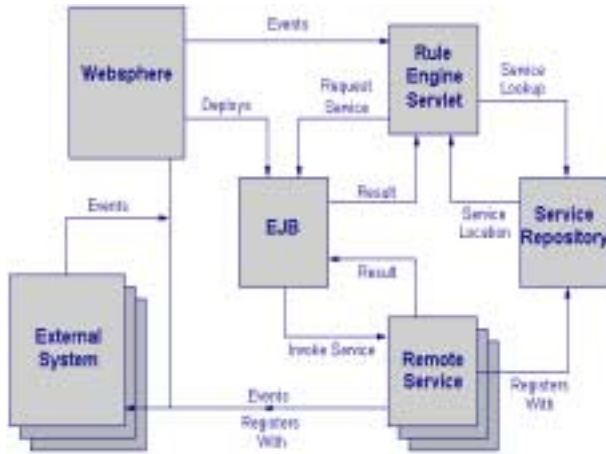 Events
Websphere
Rule
Engine
Servlet
Service
Lookup
Request
Service
Deploys
Result
EJB
Service
Location
Service
Repository
Events
Result
External
System
Invoke Service
Remote
Service
Registers
With
Events
Registers
With